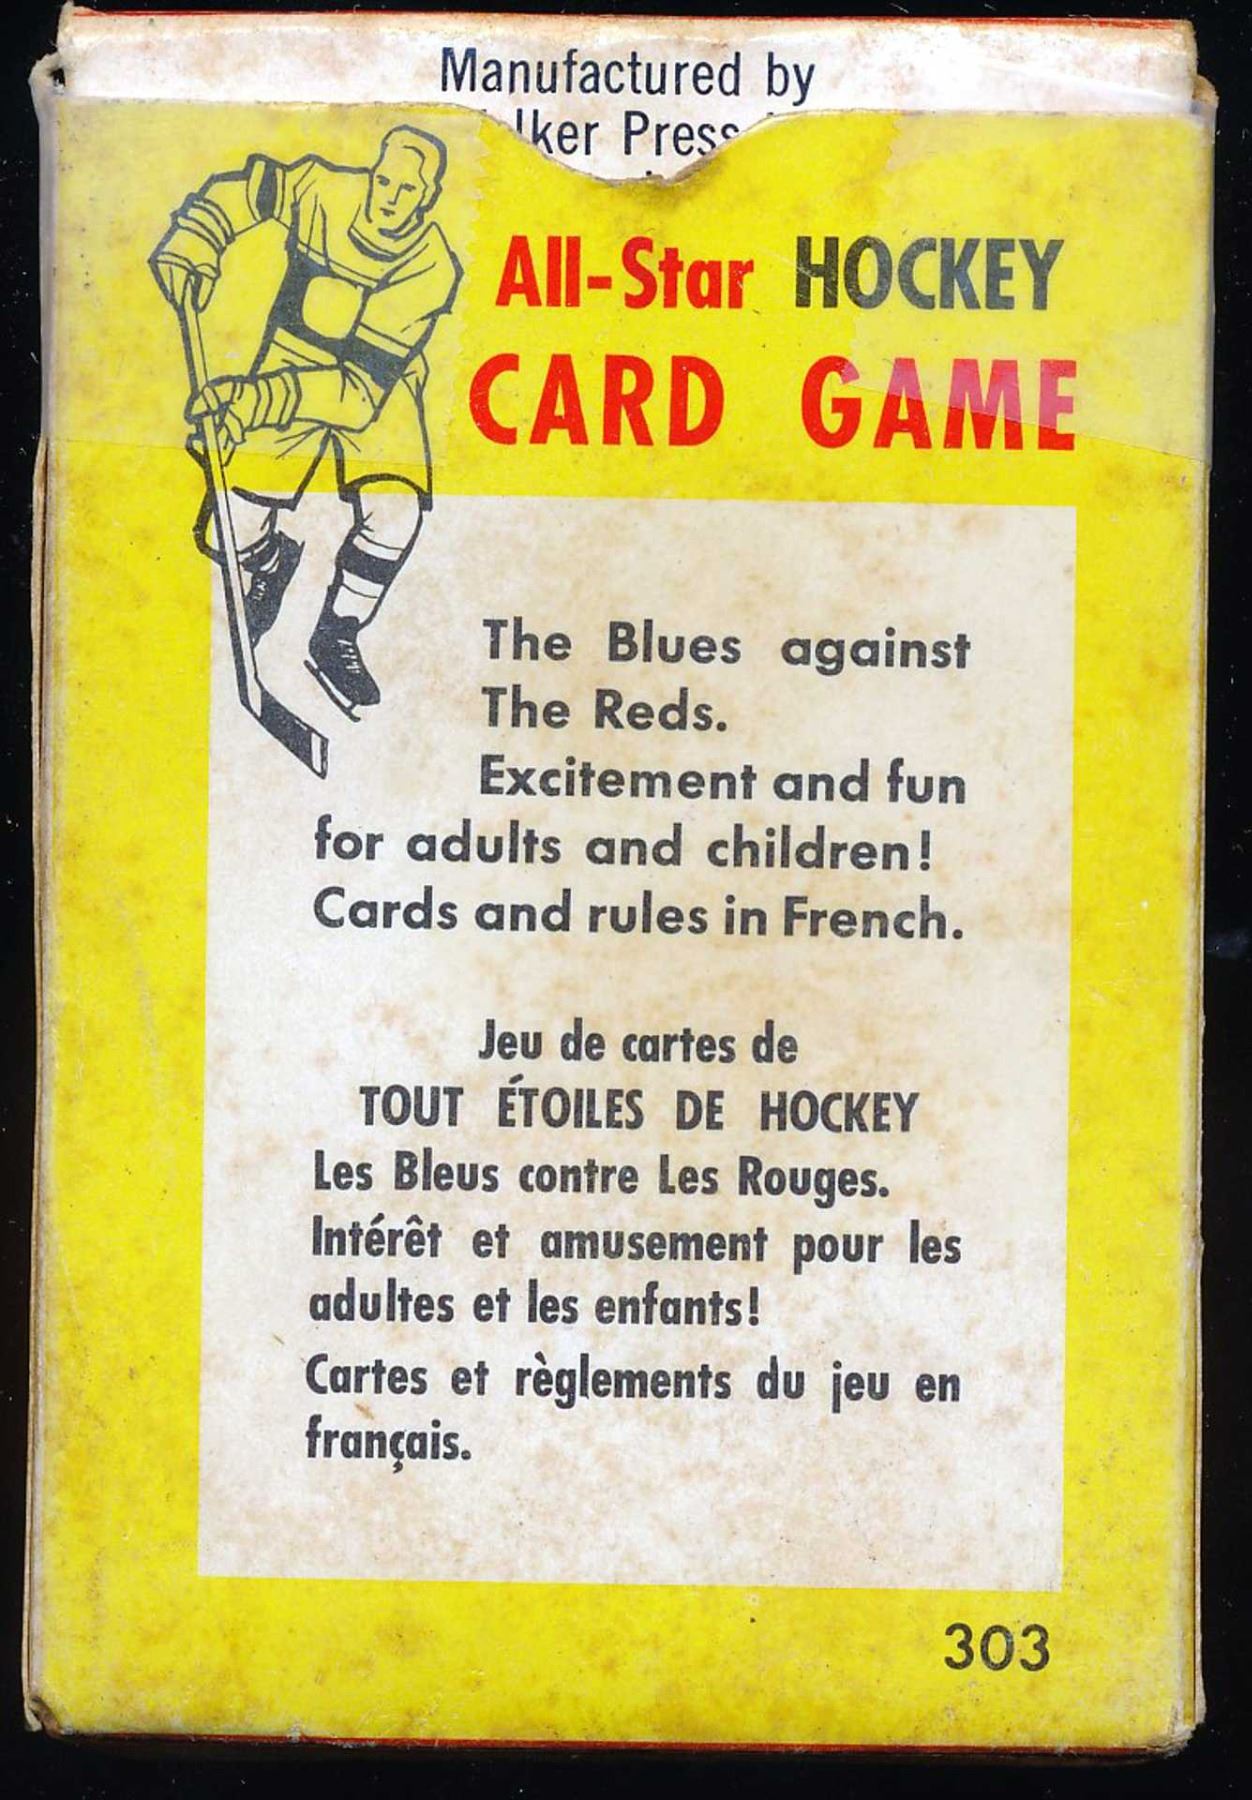 Manufactured by
lker Press
All-Star HOCKEY
CARD GAME
The Blues against
The Reds.
Excitement and fun
for adults and children!
Cards and rules in French.
Jeu de cartes de
TOUT ÉTOILES DE HOCKEY
Les Bleus contre Les Rouges.
Intérêt et amusement pour les
adultes et les enfants!
Cartes et règlements du jeu en
français.
303